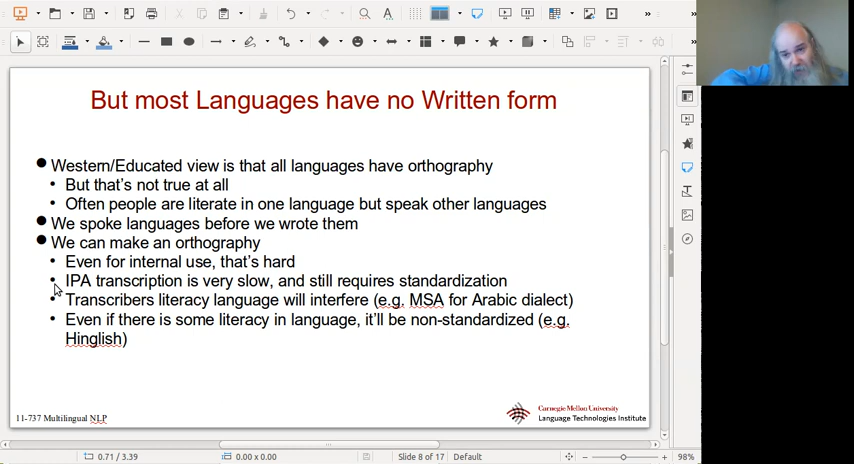 But most Languages have no Written form
Western/Educated view is that all languages have orthography
But that's not true at all
Often people are literate in one language but speak other languages
We spoke languages before we wrote them
We can make an orthography
Even for internal use, that's hard
IPA transcription is very slow, and still requires standardization
Transcribers literacy language will interfere (e.g. MSA for Arabic dialect)
Even if there is some literacy in language, it'll be non-standardized (e.g.
Hinglish)
11-737 Multilingual NLP
Carnegie Mellon University
Language Technologies Institute
0.71 / 3.39
0.00 x 0.00
Slide 8 of 17
Default
98%